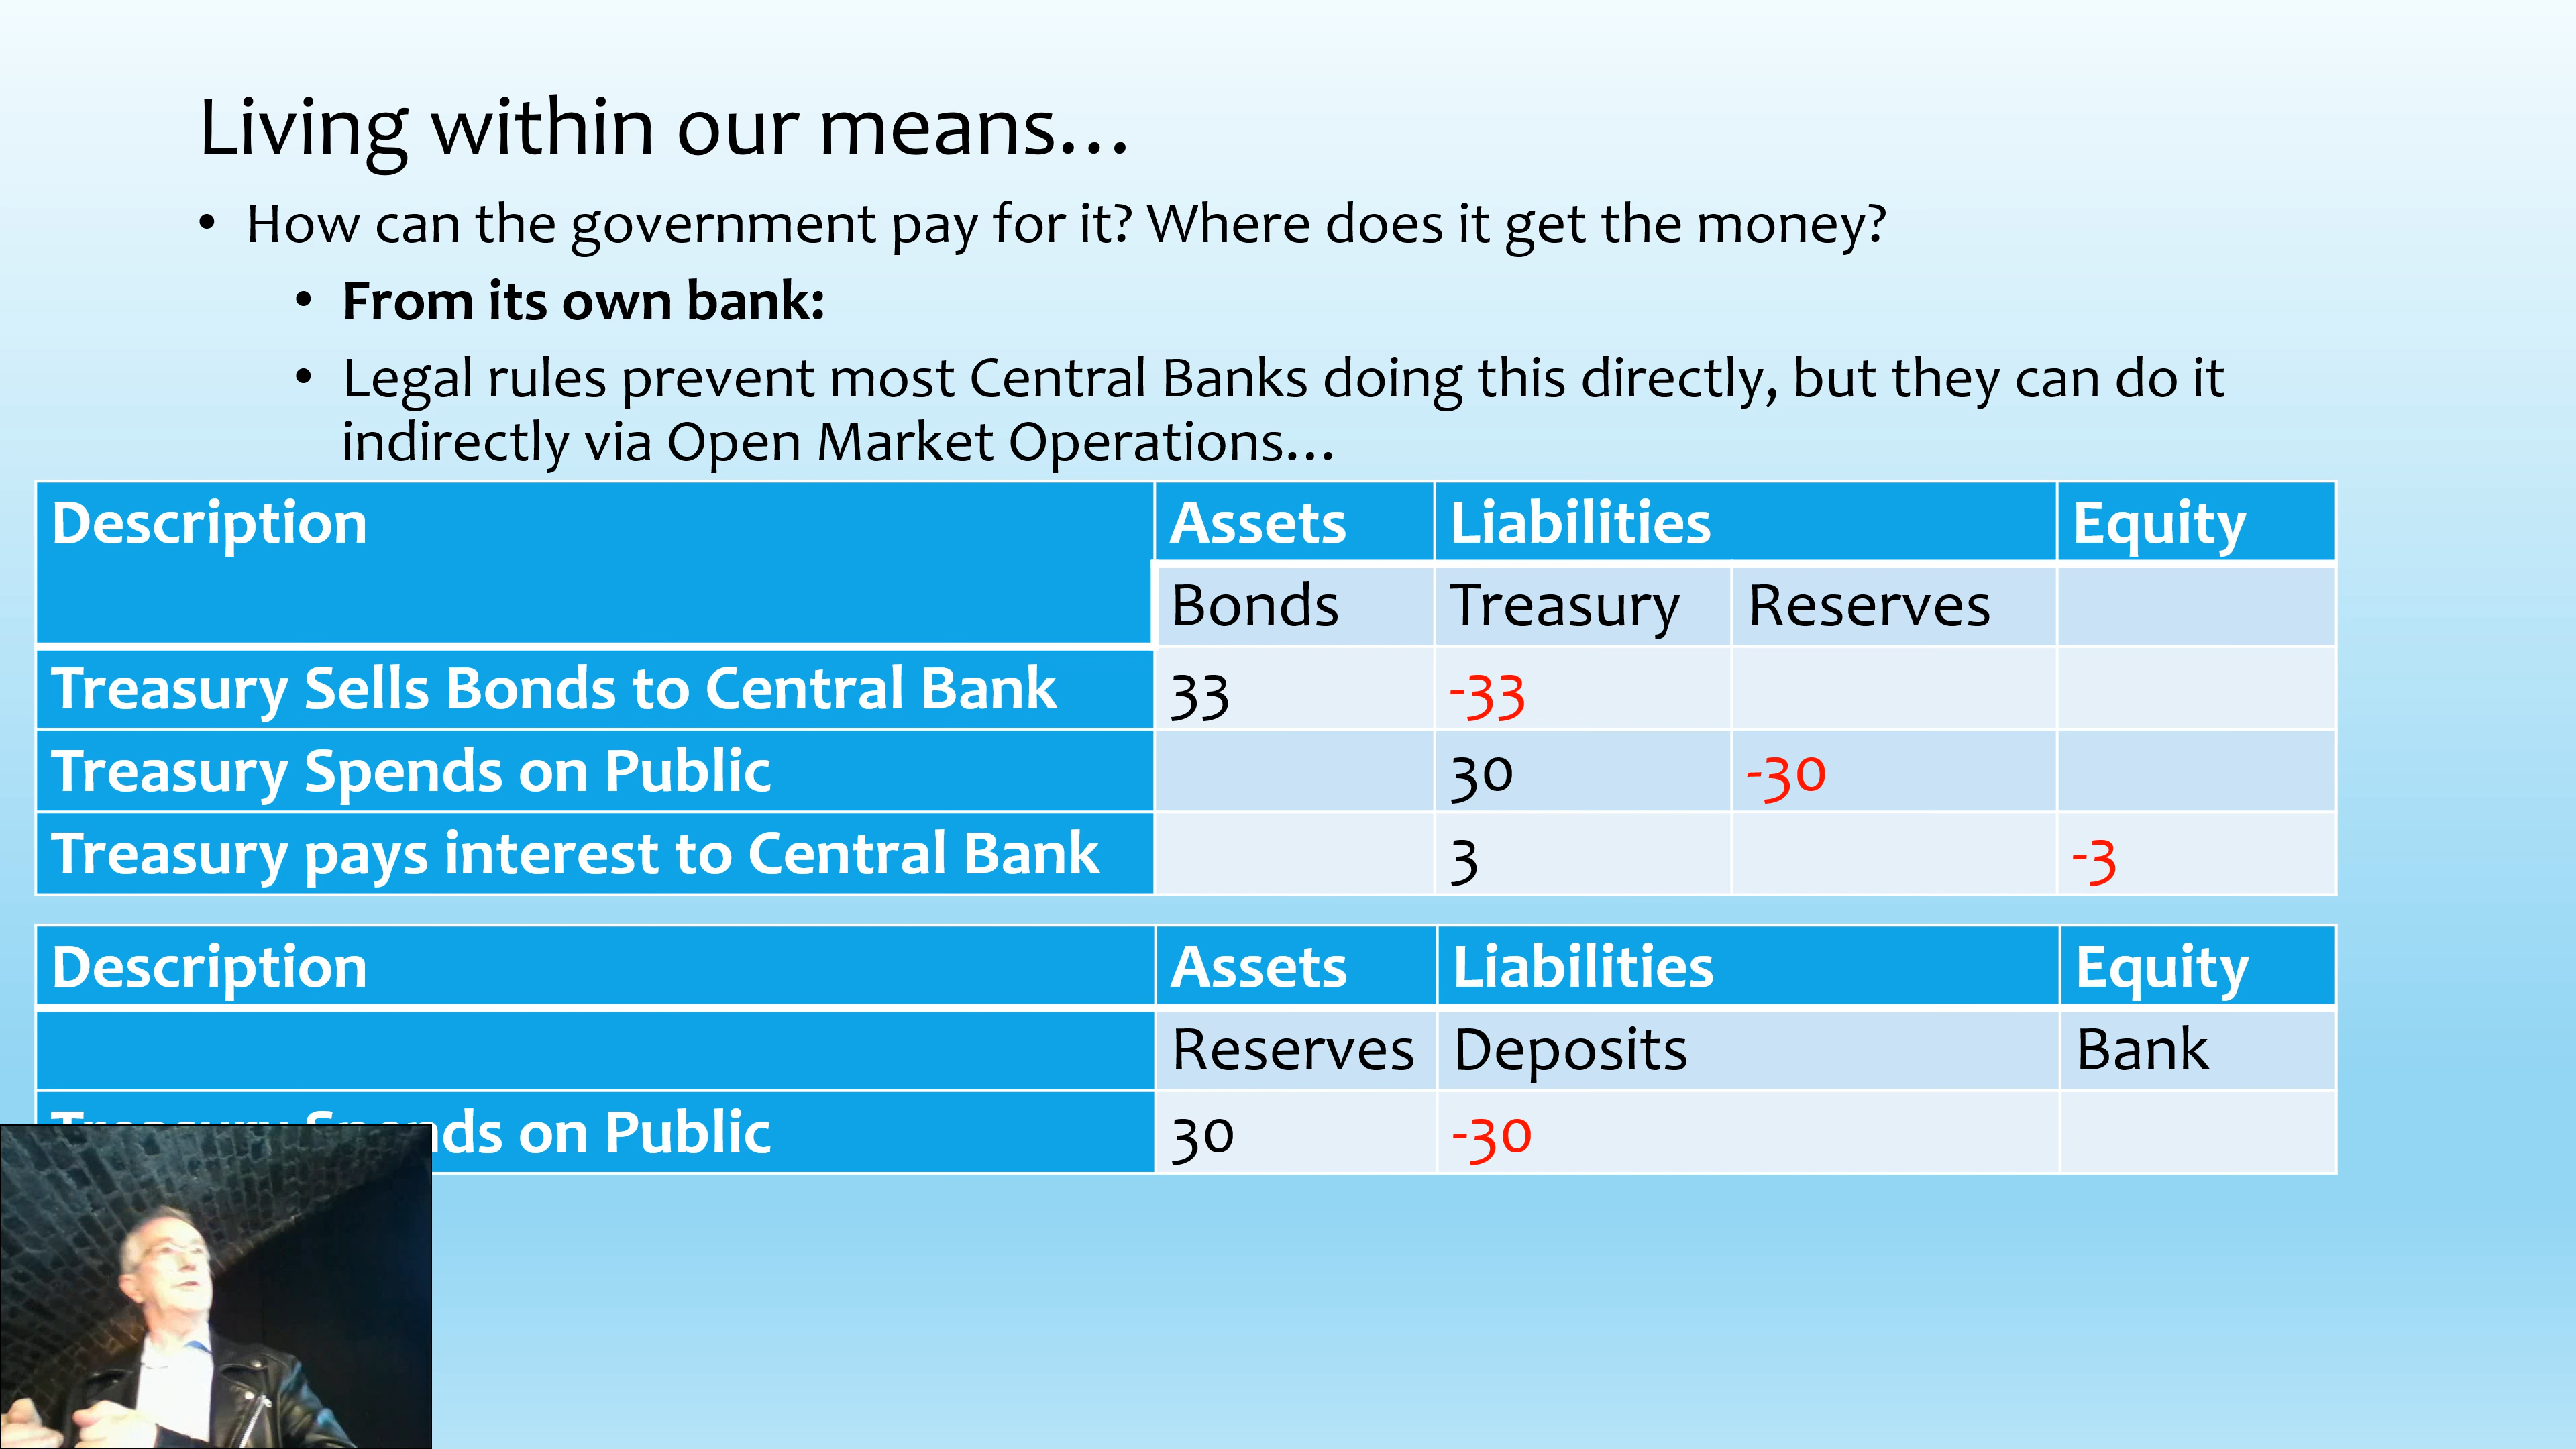 Living within our means…
• How can the government pay for it? Where does it get the money?
• From its own bank:
• Legal rules prevent most Central Banks doing this directly, but they can do it
indirectly via Open Market Operations…
Description Assets Liabilities Equity
Bonds Treasury Reserves
Treasury Sells Bonds to Central Bank 33 -33
Treasury Spends on Public 30 -30
Treasury pays interest to Central Bank 3 -3
Description Assets Liabilities Equity
Reserves Deposits Bank
Treasury Spends on Public 30 -30